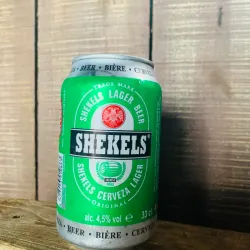 BEER • BIÈRE • CERV
TRADE MARK
SHEKELS LAGER BEER
SHEKELS
SHEKELS CERVEZA LAGER
ORIGINAL
alc. 4,5% vol e 33 c
BEER • BIÈRE